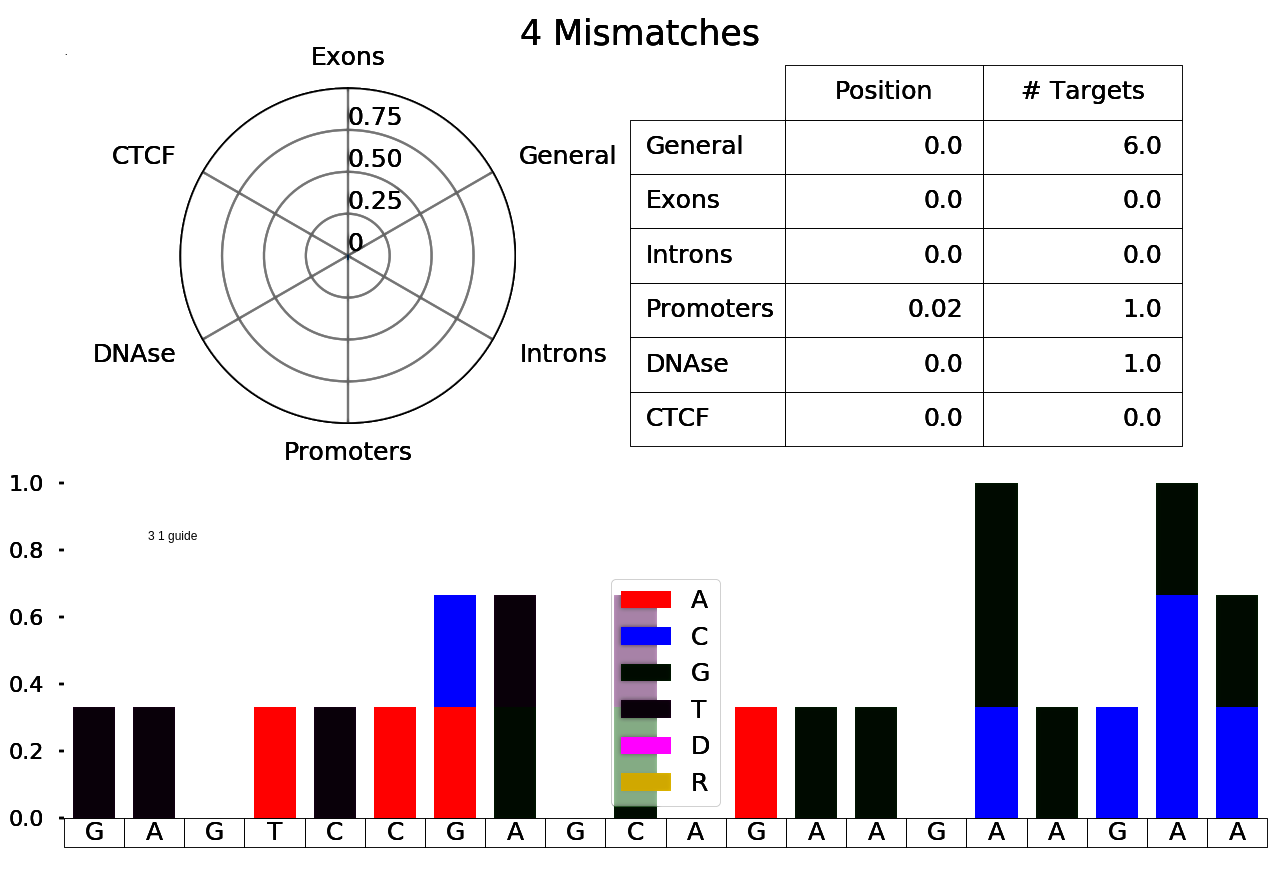 4 Mismatches
Exons
CTCF
General
DNAse
Introns
Promoters
0.75
0.50
0.25
0
Position # Targets
General 0.0 6.0
Exons 0.0 0.0
Introns 0.0 0.0
Promoters 0.02 1.0
DNAse 0.0 1.0
CTCF 0.0 0.0
1.0
0.8
0.6
0.4
0.2
0.0
3 1 guide
A
C
G
T
D
R
G A G T C C G A G C A G A A G A A G A A